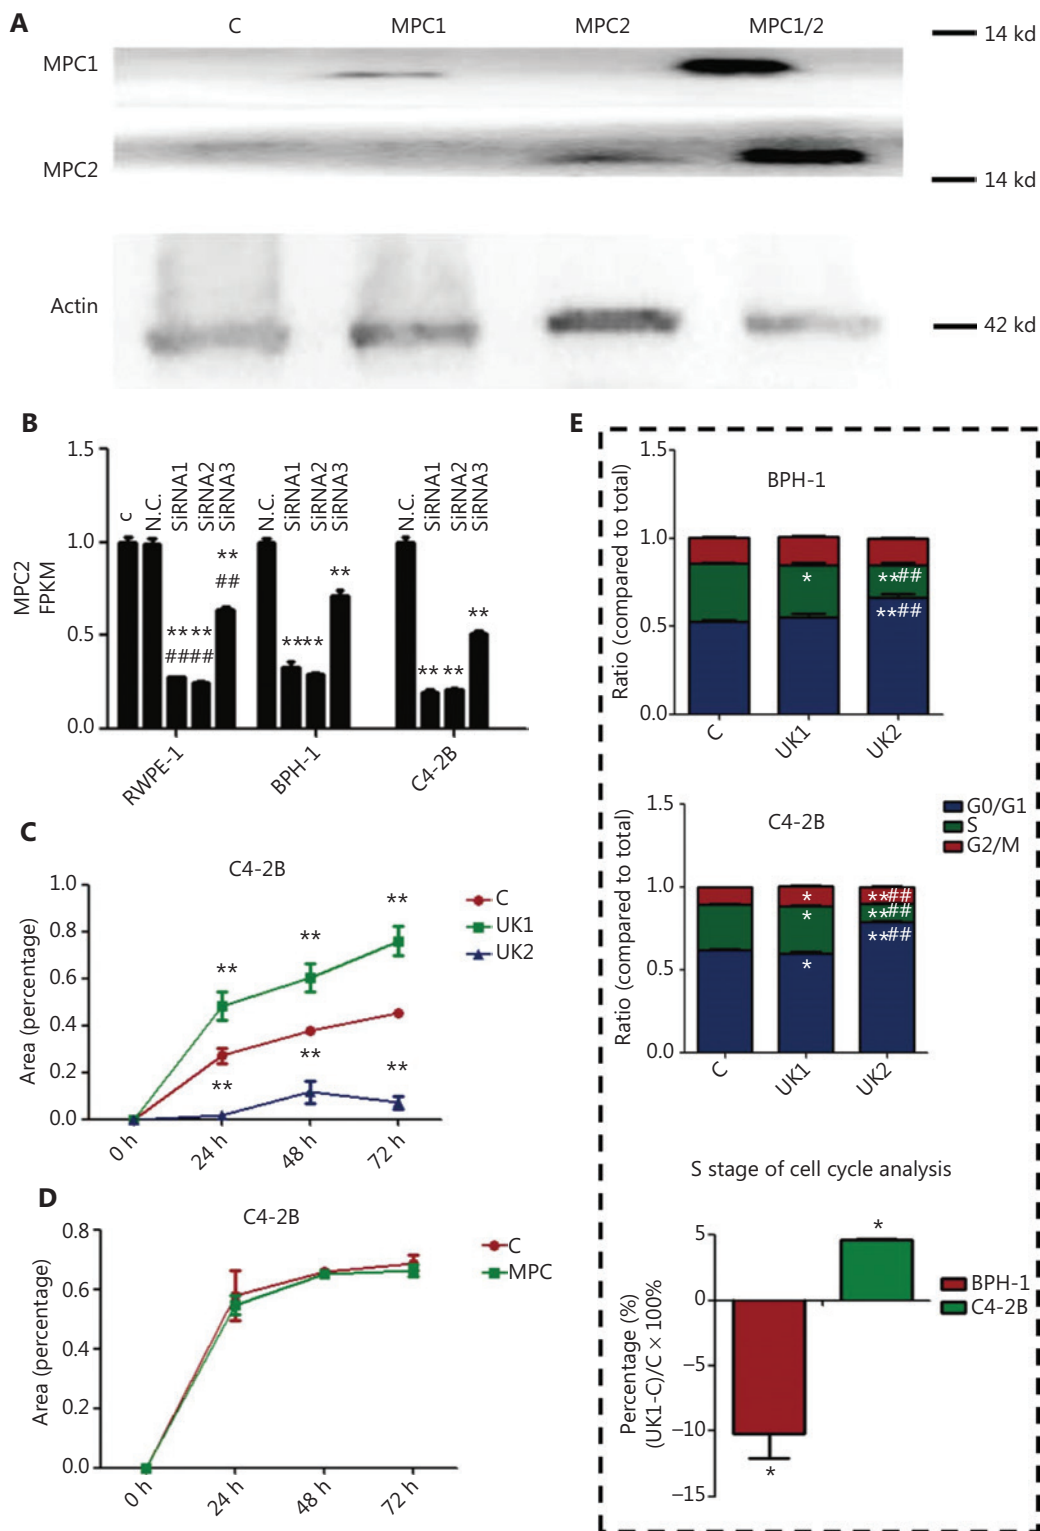 A
C MPC1 MPC2 MPC1/2
14 kd
MPC1
MPC2
14 kd
Actin
42 kd
B
MPC2
FPKM
1.5
1.0
0.5
0.0
c
N.C.
SiRNA1
SiRNA2
SiRNA3
N.C.
SiRNA1
SiRNA2
SiRNA3
N.C.
SiRNA1
SiRNA2
SiRNA3
** ** **
## ## ##
** ** **
** ** **
RWPE-1
BPH-1
C4-2B
C
C4-2B
Area (percentage)
1.0
0.8
0.6
0.4
0.2
0.0
** ** **
** ** **
0 h
24 h
48 h
72 h
C
UK1
UK2
D
C4-2B
Area (percentage)
0.8
0.6
0.4
0.2
0.0
0 h
24 h
48 h
72 h
C
MPC
E
BPH-1
Ratio (compared to total)
1.5
1.0
0.5
0.0
* **##
**##
C
UK1
UK2
C4-2B
Ratio (compared to total)
1.5
1.0
0.5
0.0
* **##
* **##
* **##
C
UK1
UK2
G0/G1
S
G2/M
S stage of cell cycle analysis
Percentage (%)
(UK1-C)/C × 100%
5
0
−5
−10
−15
*
*
BPH-1
C4-2B